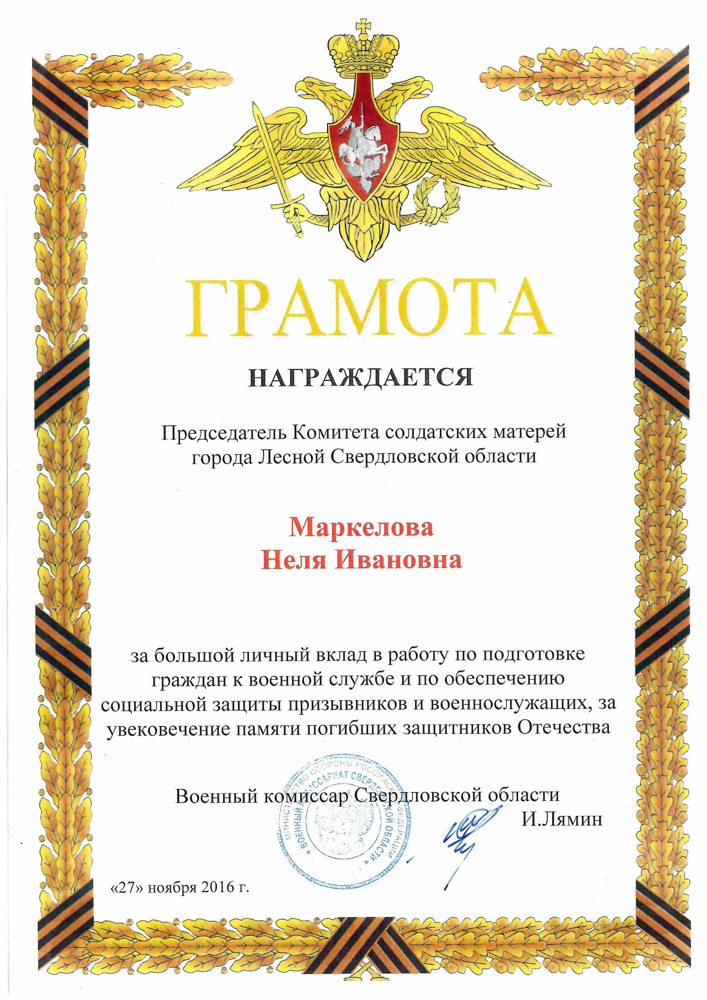 ГРАМОТА
НАГРАЖДАЕТСЯ
Председатель Комитета солдатских матерей
города Лесной Свердловской области
Маркелова
Неля Ивановна
за большой личный вклад в работу по подготовке
граждан к военной службе и по обеспечению
социальной защиты призывников и военнослужащих, за
увековечение памяти погибших защитников Отечества
МИНИСТЕРСТВО ОБОРОНЫ РОССИЙСКОЙ ФЕДЕРАЦИИ
* ВОЕННЫЙ КОМИССАРИАТ СВЕРДЛОВСКОЙ ОБЛАСТИ *
Военный комиссар Свердловской области
И.Лямин
«27» ноября 2016 г.